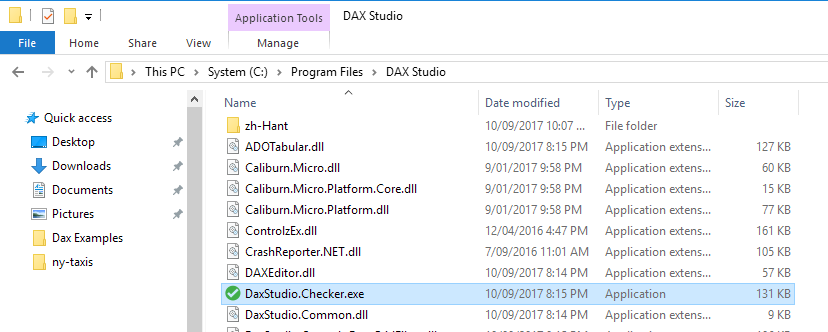 Application Tools DAX Studio
File Home Share View Manage
This PC System (C:) Program Files DAX Studio
Quick access
Desktop
Downloads
Documents
Pictures
Dax Examples
ny-taxis
Name Date modified Type Size
zh-Hant 10/09/2017 10:07 ... File folder
ADOTabular.dll 10/09/2017 8:15 PM Application extens... 127 KB
Caliburn.Micro.dll 9/01/2017 9:58 PM Application extens... 60 KB
Caliburn.Micro.Platform.Core.dll 9/01/2017 9:58 PM Application extens... 15 KB
Caliburn.Micro.Platform.dll 9/01/2017 9:58 PM Application extens... 77 KB
ControlzEx.dll 12/04/2016 4:47 PM Application extens... 161 KB
CrashReporter.NET.dll 7/09/2016 11:01 AM Application extens... 105 KB
DAXEditor.dll 10/09/2017 8:14 PM Application extens... 57 KB
DaxStudio.Checker.exe 10/09/2017 8:15 PM Application 131 KB
DaxStudio.Common.dll 10/09/2017 8:14 PM Application extens... 9 KB